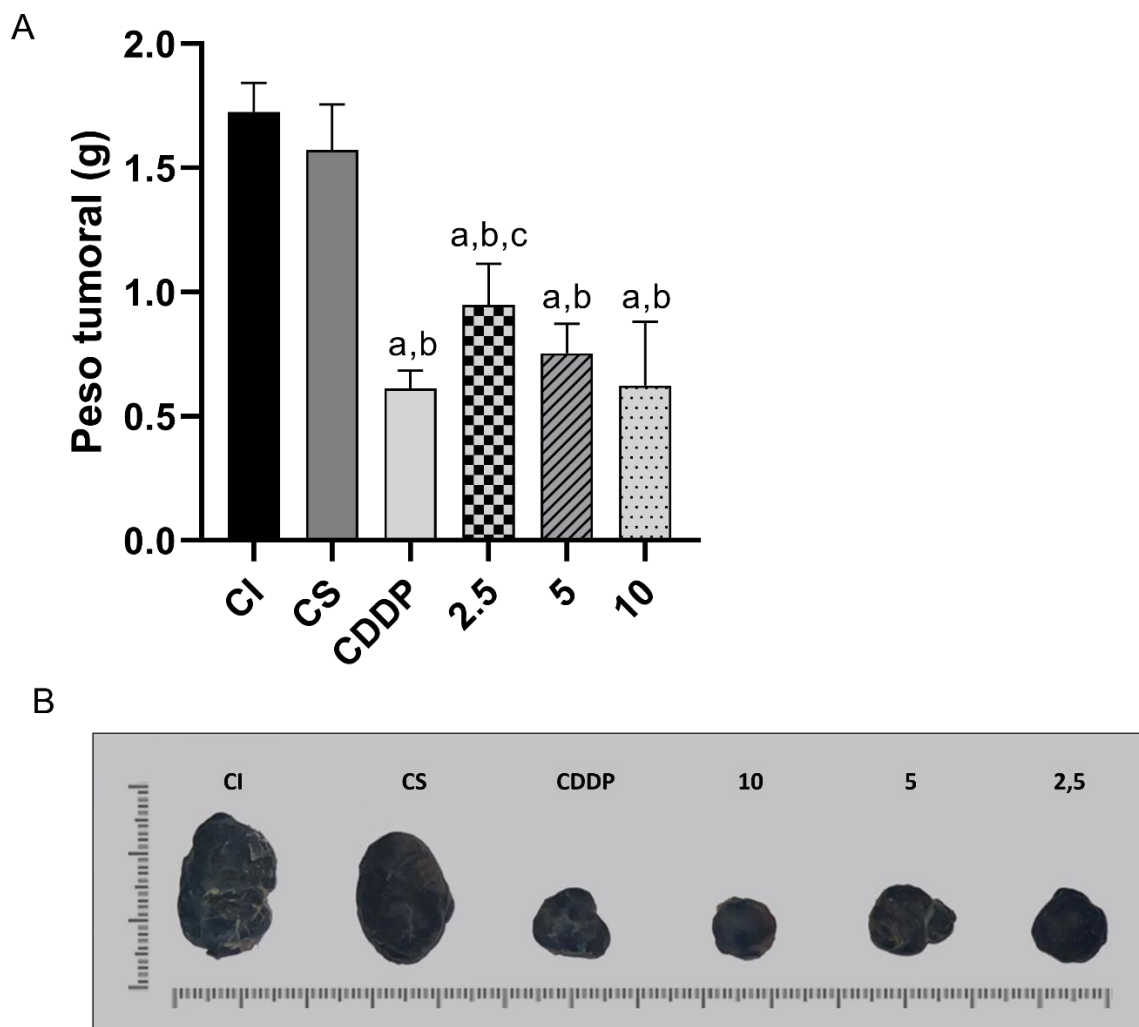 A
Peso tumoral (g)
2.0
1.5
1.0
0.5
0.0
a,b
a,b,c
a,b
a,b
CI
CS
CDDP
2.5
5
10
B
CI CS CDDP 10 5 2,5